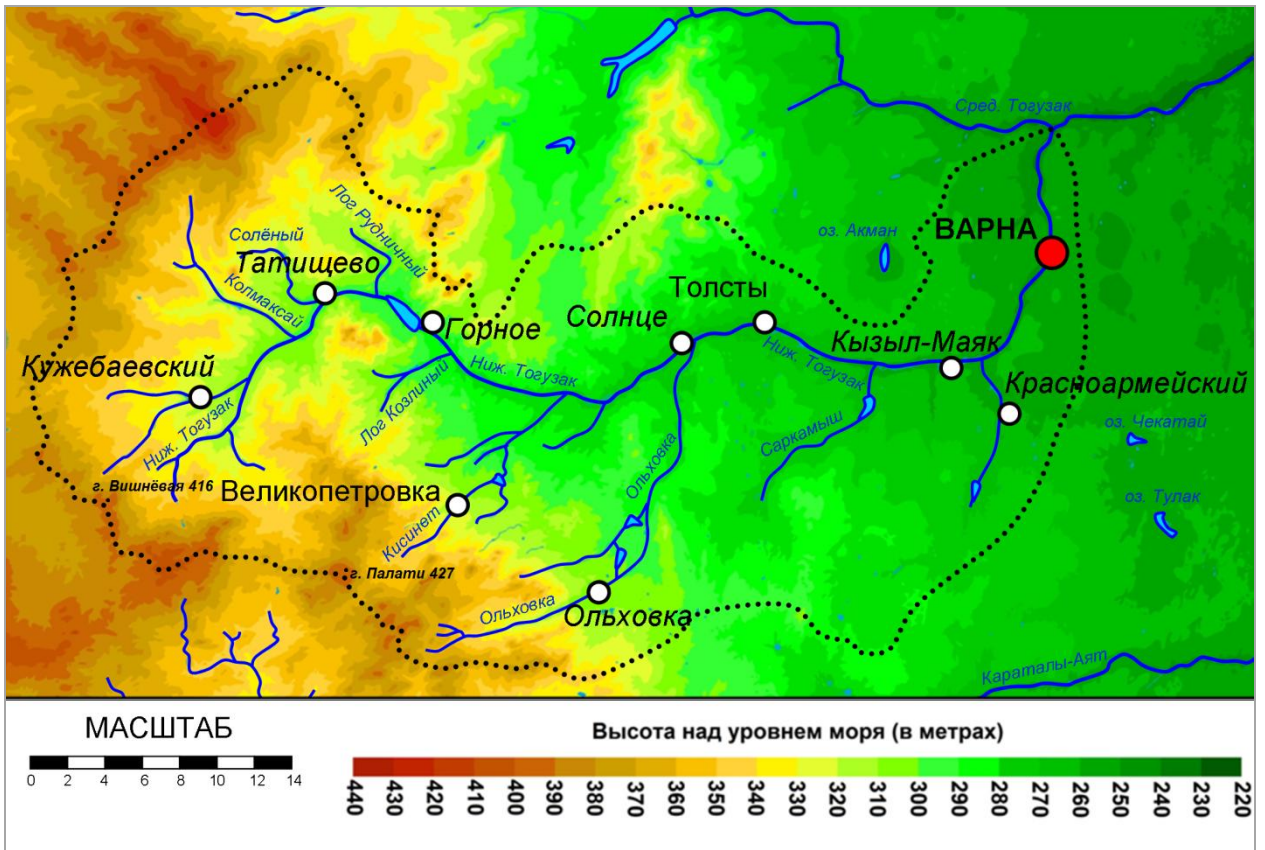 Сред. Тогузак
Лог Рудничный
Солёный
оз. Акман
ВАРНА
Татищево
Колмаксай
Толсты
Солнце
Горное
Кызыл-Маяк
Ниж. Тогузак
Ниж. Тогузак
Кужебаевский
Красноармейский
Лог Козлиный
Ниж. Тогузак
Саркамыш
оз. Чекатай
Ольховка
г. Вишнёвая 416
Великопетровка
оз. Тулак
Кисинет
г. Палати 427
Ольховка
Ольховка
Караталы-Аят
МАСШТАБ
0 2 4 6 8 10 12 14
Высота над уровнем моря (в метрах)
440 430 420 410 400 390 380 370 360 350 340 330 320 310 300 290 280 270 260 250 240 230 220